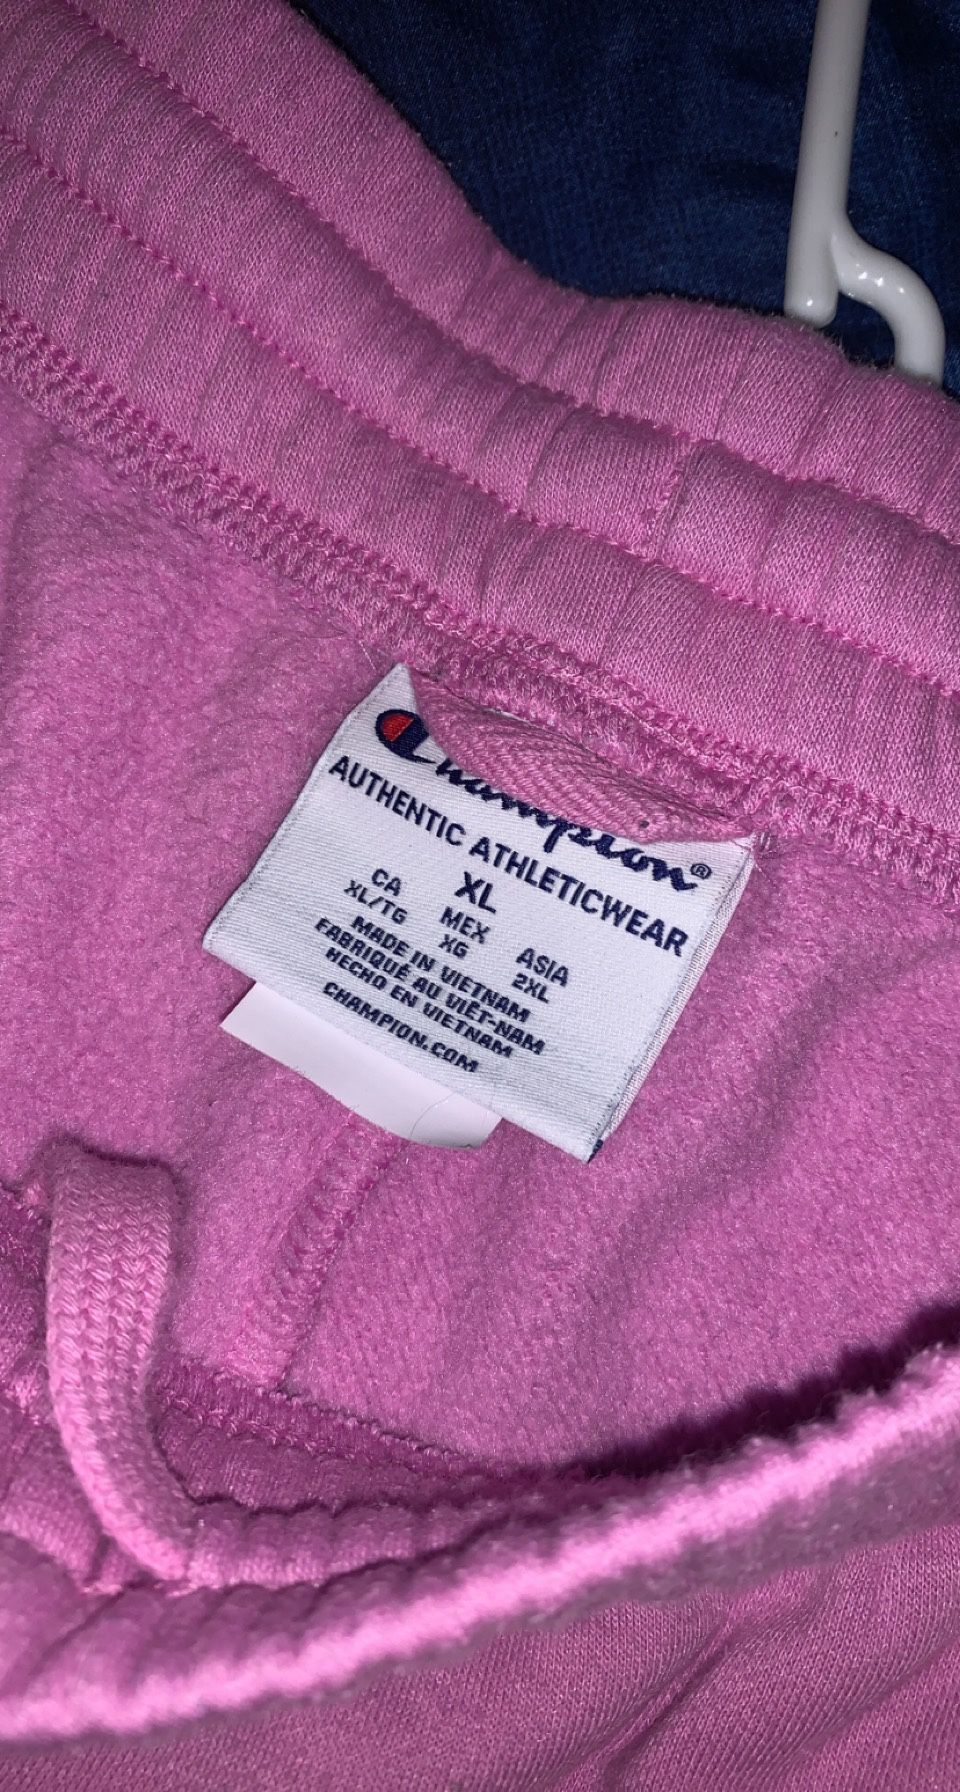 Champion®
AUTHENTIC ATHLETICWEAR
XL
CA MEX ASIA
XL/TG XG 2XL
MADE IN VIETNAM
FABRIQUÉ AU VIÊT-NAM
HECHO EN VIETNAM
CHAMPION.COM